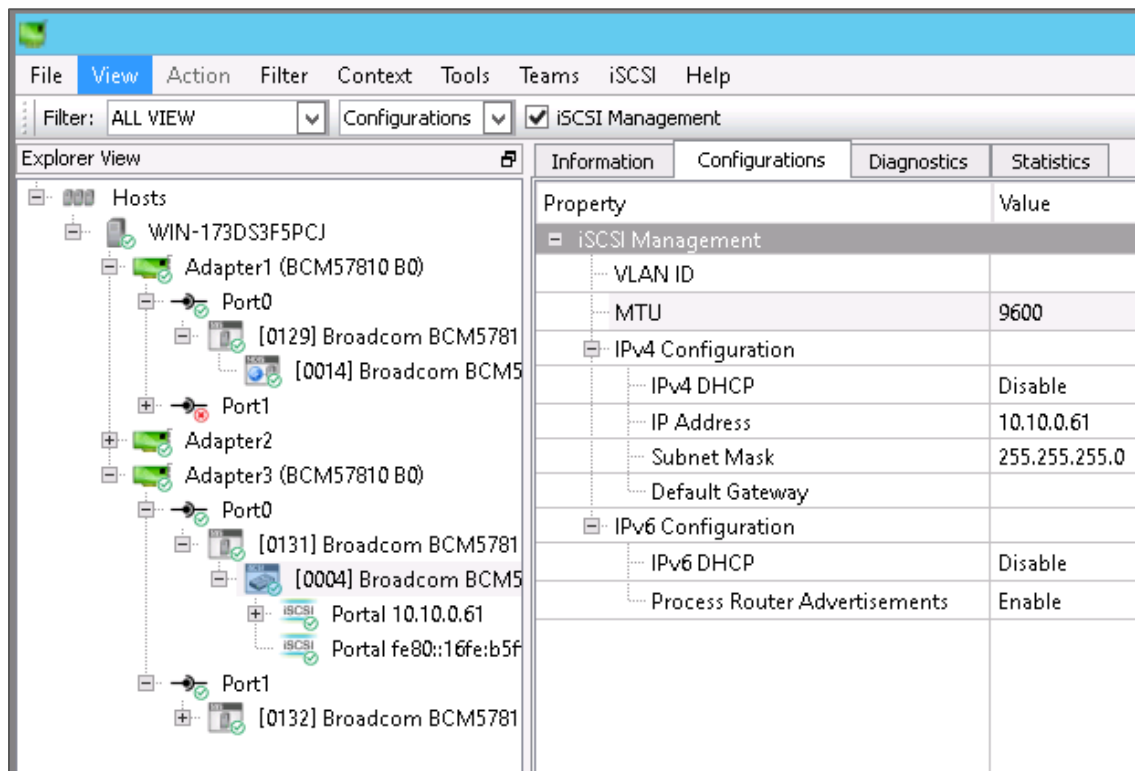 File View Action Filter Context Tools Teams iSCSI Help
Filter: ALL VIEW Configurations iSCSI Management
Explorer View
Hosts
WIN-173DS3F5PCJ
Adapter1 (BCM57810 B0)
Port0
[0129] Broadcom BCM5781
[0014] Broadcom BCM5
Port1
Adapter2
Adapter3 (BCM57810 B0)
Port0
[0131] Broadcom BCM5781
[0004] Broadcom BCM5
iSCSI Portal 10.10.0.61
iSCSI Portal fe80::16fe:b5f
Port1
[0132] Broadcom BCM5781
Information Configurations Diagnostics Statistics
Property Value
iSCSI Management
VLAN ID
MTU 9600
IPv4 Configuration
IPv4 DHCP Disable
IP Address 10.10.0.61
Subnet Mask 255.255.255.0
Default Gateway
IPv6 Configuration
IPv6 DHCP Disable
Process Router Advertisements Enable